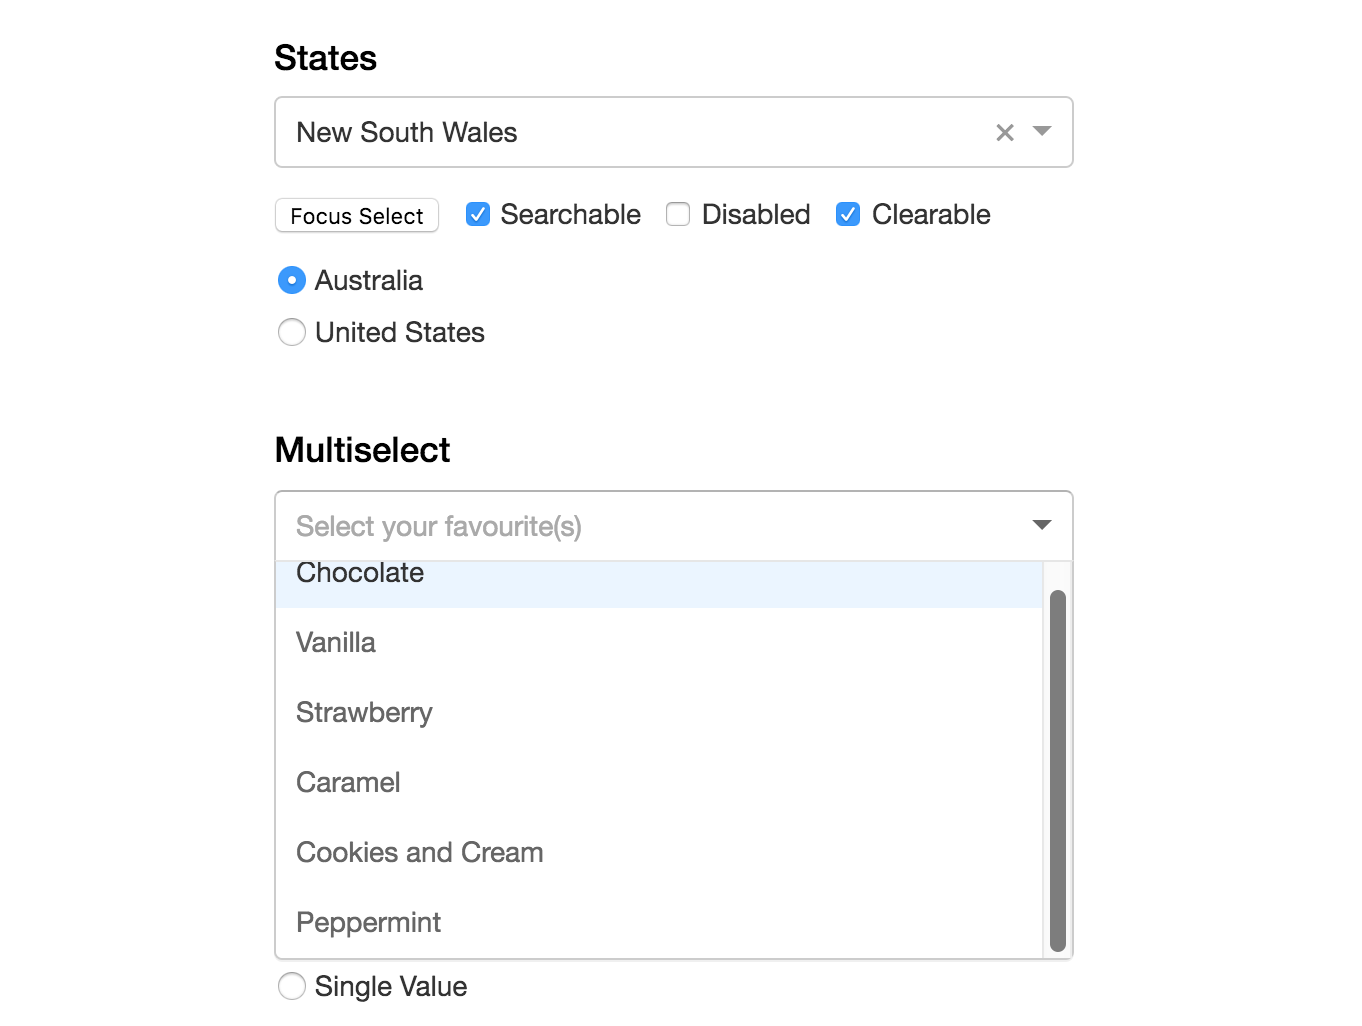 States
New South Wales
Focus Select Searchable Disabled Clearable
Australia
United States
Multiselect
Select your favourite(s)
Chocolate
Vanilla
Strawberry
Caramel
Cookies and Cream
Peppermint
Single Value